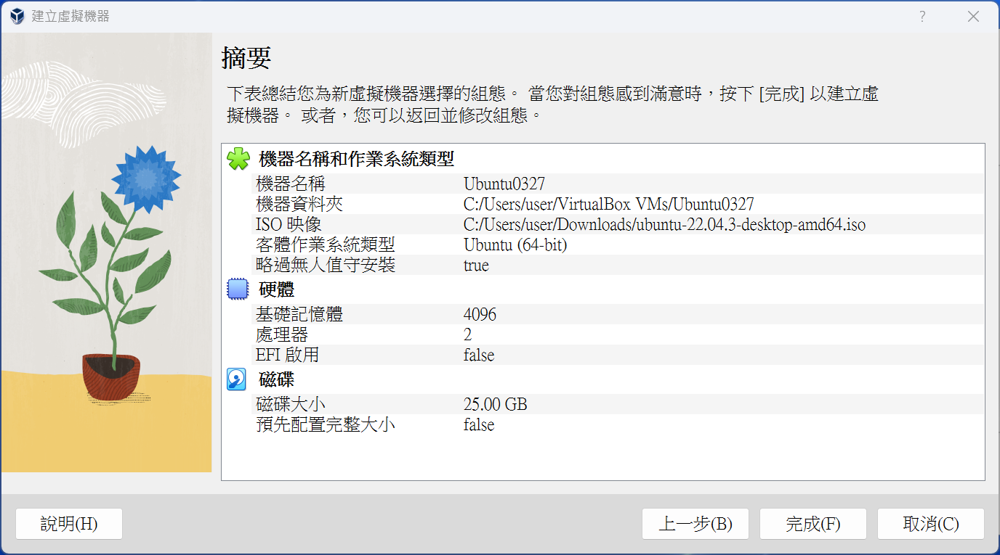 建立虛擬機器
?
摘要
下表總結您為新虛擬機器選擇的組態。 當您對組態感到滿意時，按下 [完成] 以建立虛
擬機器。 或者，您可以返回並修改組態。
機器名稱和作業系統類型
機器名稱 Ubuntu0327
機器資料夾 C:/Users/user/VirtualBox VMs/Ubuntu0327
ISO 映像 C:/Users/user/Downloads/ubuntu-22.04.3-desktop-amd64.iso
客體作業系統類型 Ubuntu (64-bit)
略過無人值守安裝 true
硬體
基礎記憶體 4096
處理器 2
EFI 啟用 false
磁碟
磁碟大小 25.00 GB
預先配置完整大小 false
說明(H) 上一步(B) 完成(F) 取消(C)